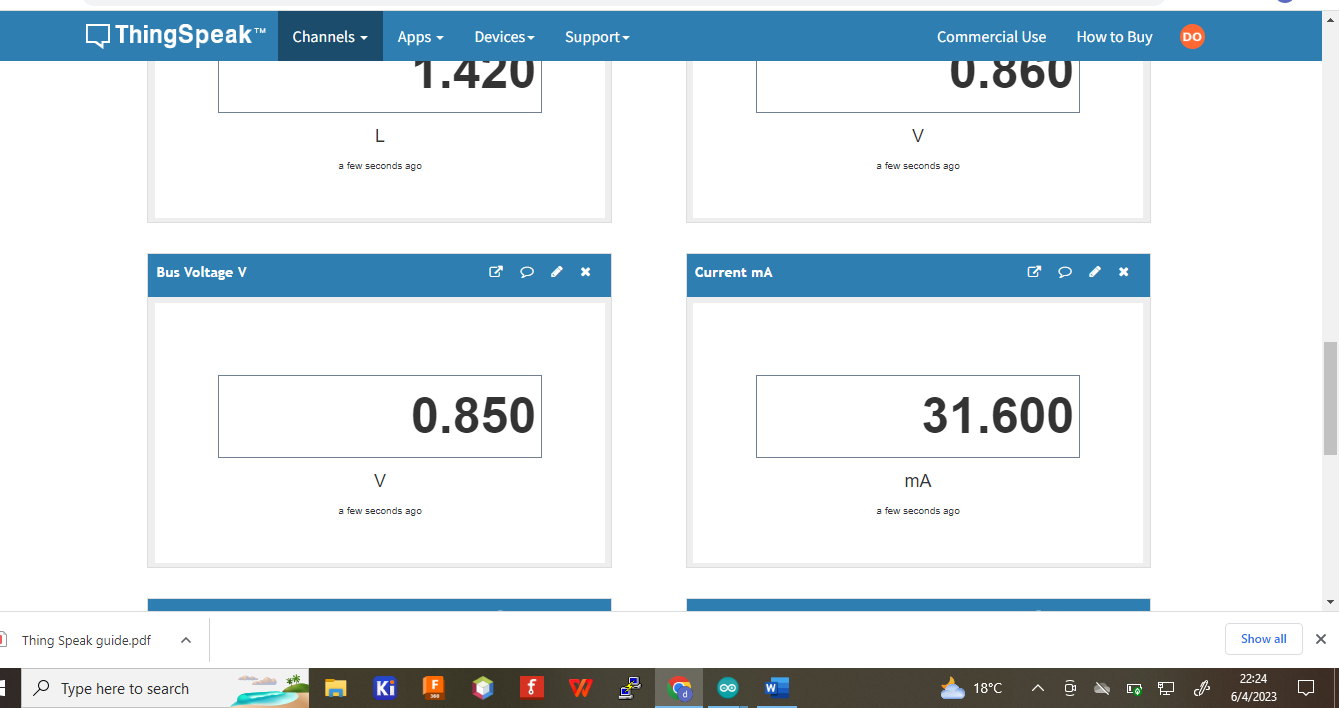 ThingSpeak™ Channels Apps Devices Support Commercial Use How to Buy DO
1.420 0.860
L V
a few seconds ago a few seconds ago
Bus Voltage V Current mA
0.850 31.600
V mA
a few seconds ago a few seconds ago
Thing Speak guide.pdf Show all
Type here to search Ki F 360 f W d W 18°C 22:24
6/4/2023